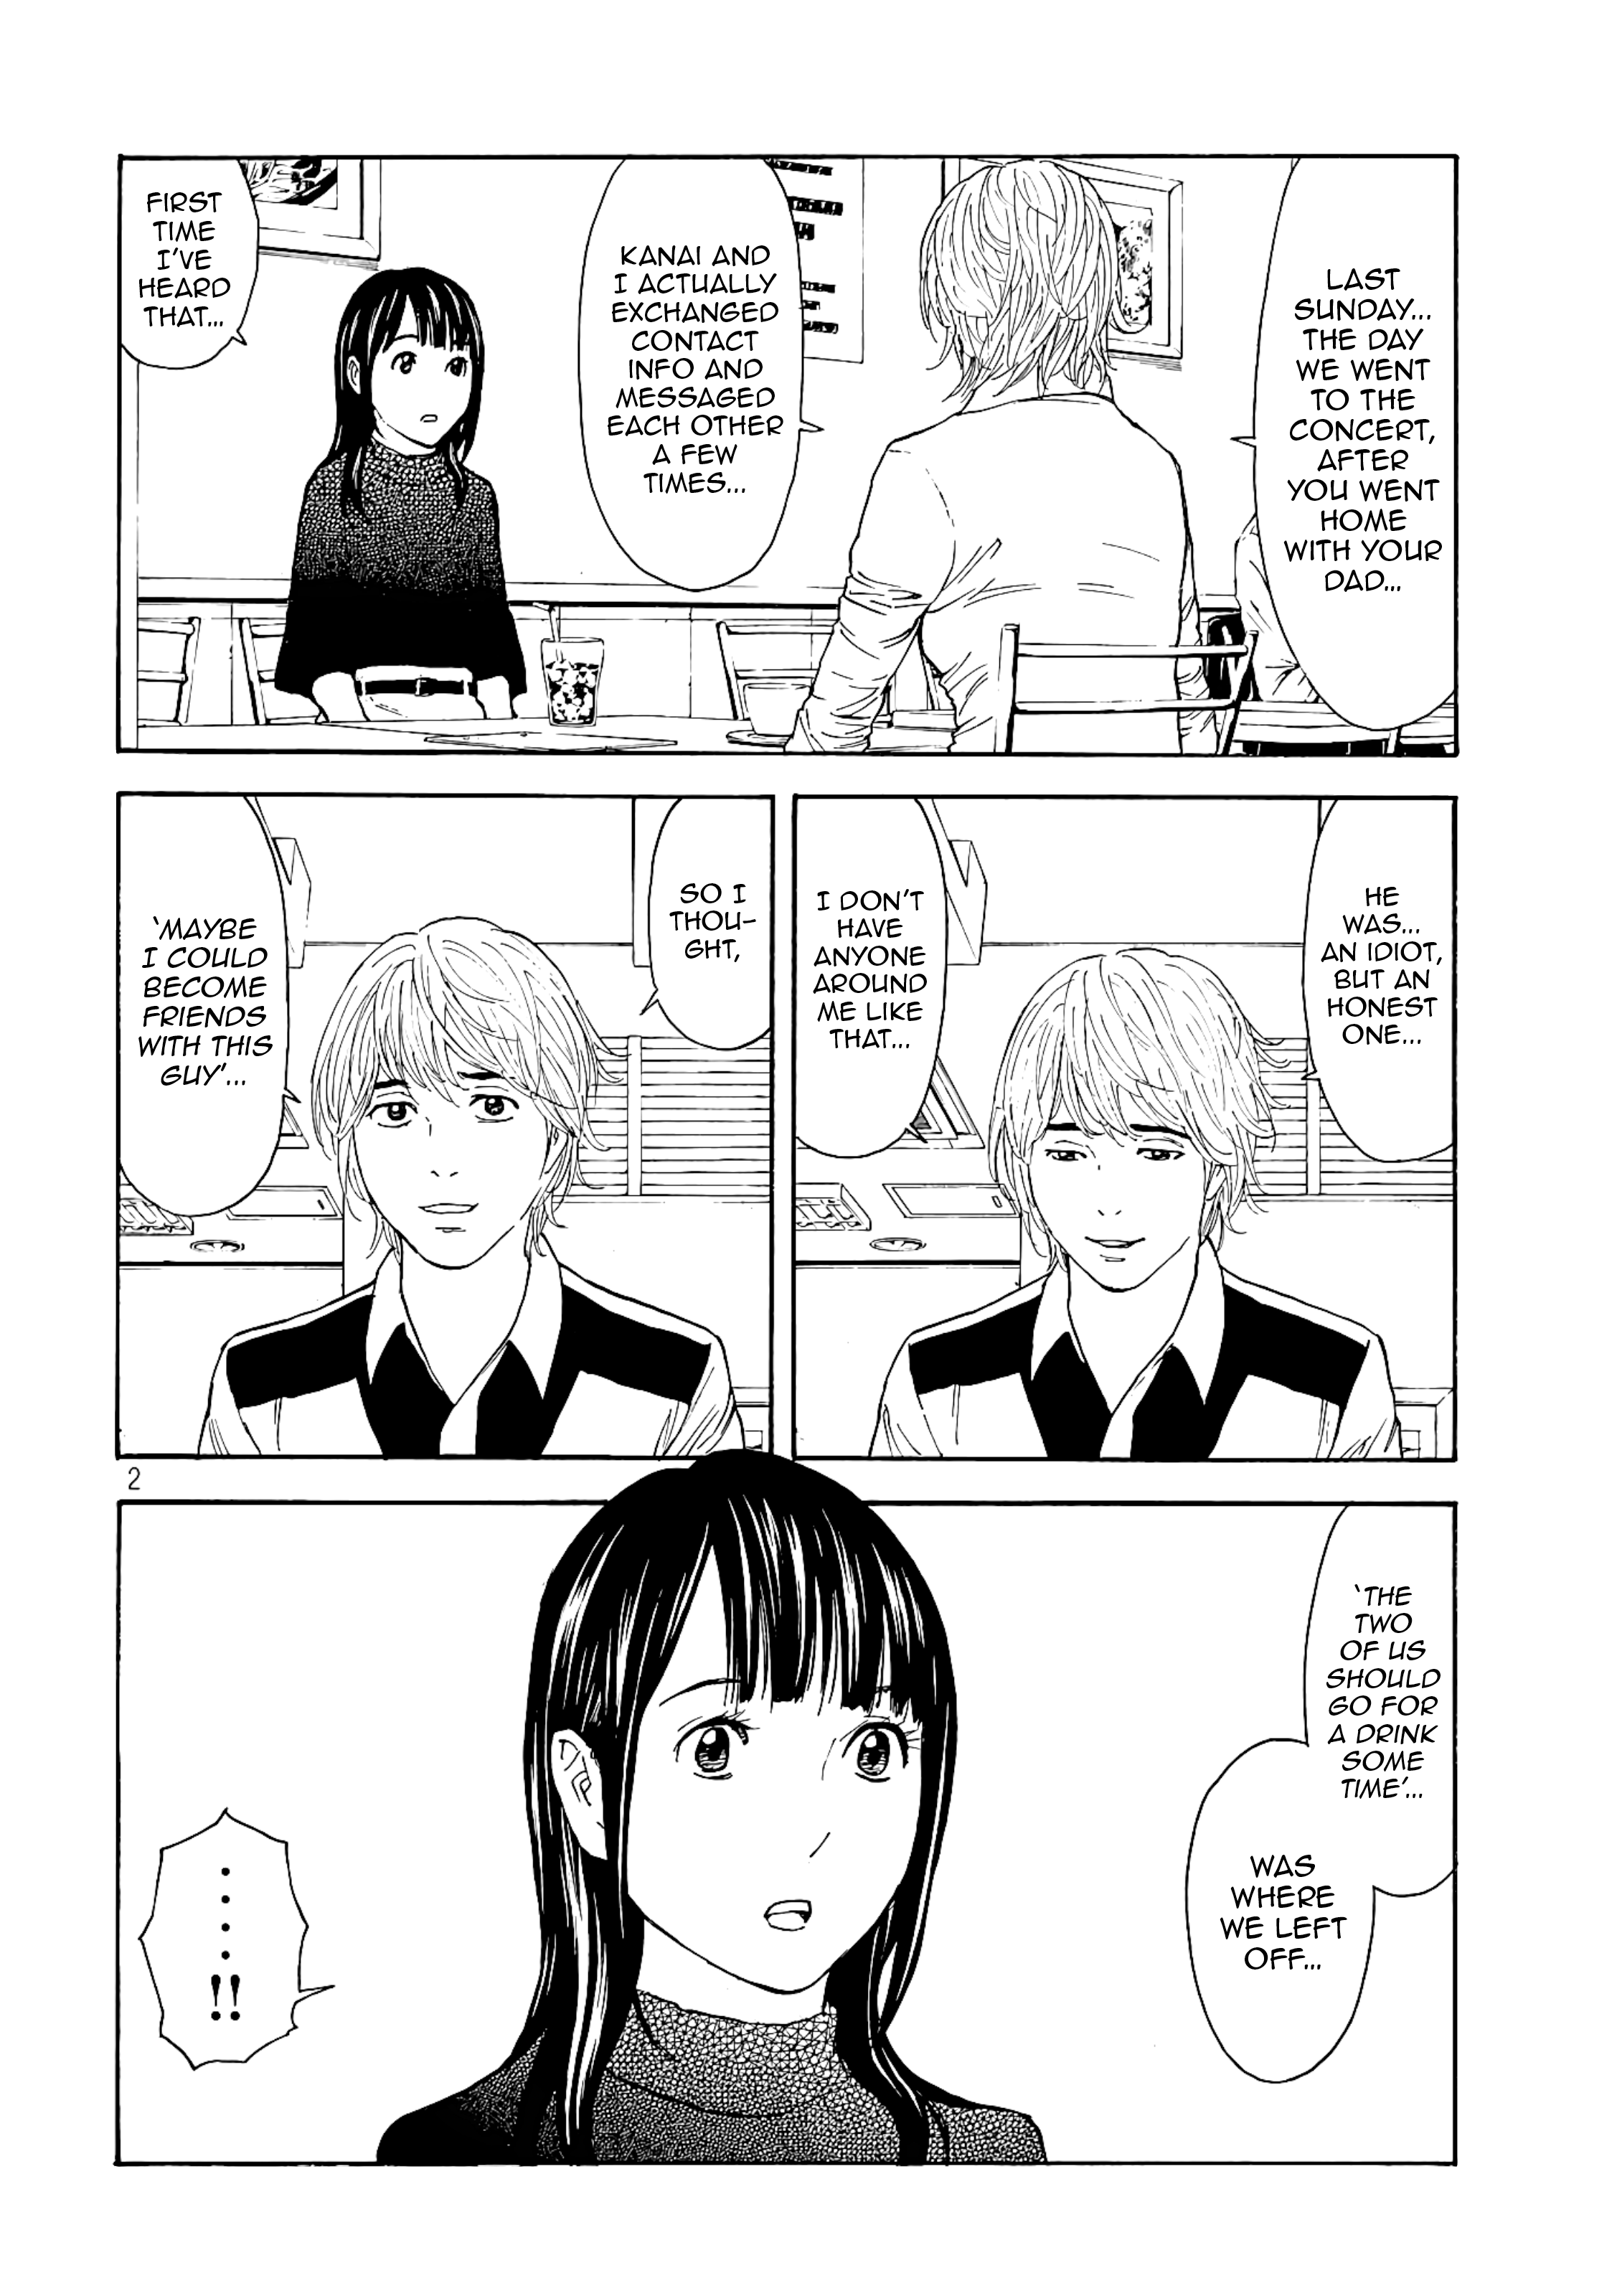 LAST
SUNDAY...
THE DAY
WE WENT
TO THE
CONCERT,
AFTER
YOU WENT
HOME
WITH YOUR
DAD...
KANAI AND
I ACTUALLY
EXCHANGED
CONTACT
INFO AND
MESSAGED
EACH OTHER
A FEW
TIMES...
FIRST
TIME
I'VE
HEARD
THAT...
HE
WAS...
AN IDIOT,
BUT AN
HONEST
ONE...
I DON'T
HAVE
ANYONE
AROUND
ME LIKE
THAT...
SO I
THOU-
GHT,
'MAYBE
I COULD
BECOME
FRIENDS
WITH THIS
GUY'...
2
'THE
TWO
OF US
SHOULD
GO FOR
A DRINK
SOME
TIME'...
WAS
WHERE
WE LEFT
OFF...
....!!